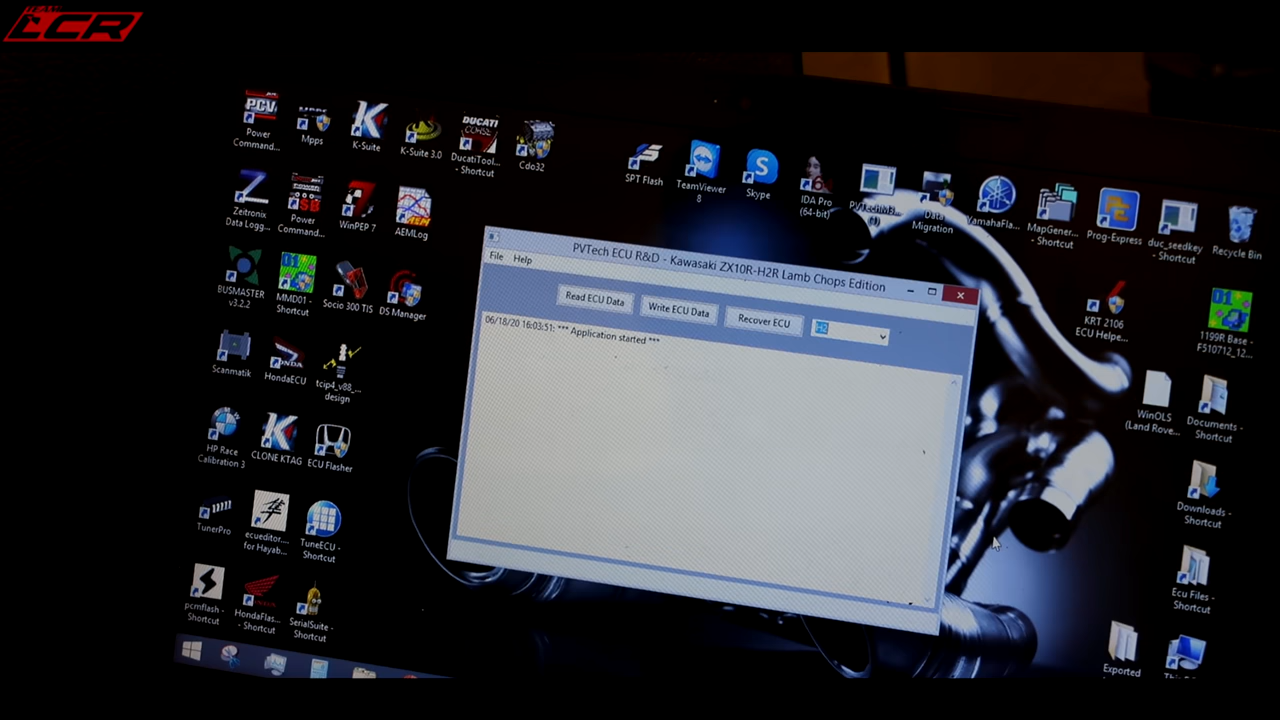 LCR
PCV
Power
Command...
Mpps
K-Suite
K-Suite 3.0
DUCATI
CORSE
DucatiTool...
- Shortcut
Cdo32
SPT Flash
TeamViewer
8
Skype
IDA Pro
(64-bit)
Data
Migration
YamahaFla...
MapGener...
- Shortcut
Prog-Express
duc_seedkey
- Shortcut
Recycle Bin
Zeitronix
Data Logg...
Power
Command...
WinPEP 7
AEMLog
BUSMASTER
v3.2.2
MMD01 -
Shortcut
Socio 300 TIS
DS Manager
PVTech ECU R&D - Kawasaki ZX10R-H2R Lamb Chops Edition
File Help
Read ECU Data
Write ECU Data
Recover ECU
H2
06/18/20 16:03:51: *** Application started ***
KRT 2106
ECU Helpe...
1199R Base -
F510712_12...
Scanmatik
HondaECU
tcip4_v88_...
design
WinOLS
(Land Rove...
Documents -
Shortcut
HP Race
Calibration 3
CLONE KTAG
ECU Flasher
Downloads -
Shortcut
TunerPro
ecueditor....
for Hayab...
TuneECU -
Shortcut
Ecu Files -
Shortcut
pcmflash -
Shortcut
HondaFlas...
- Shortcut
SerialSuite -
Shortcut
Exported